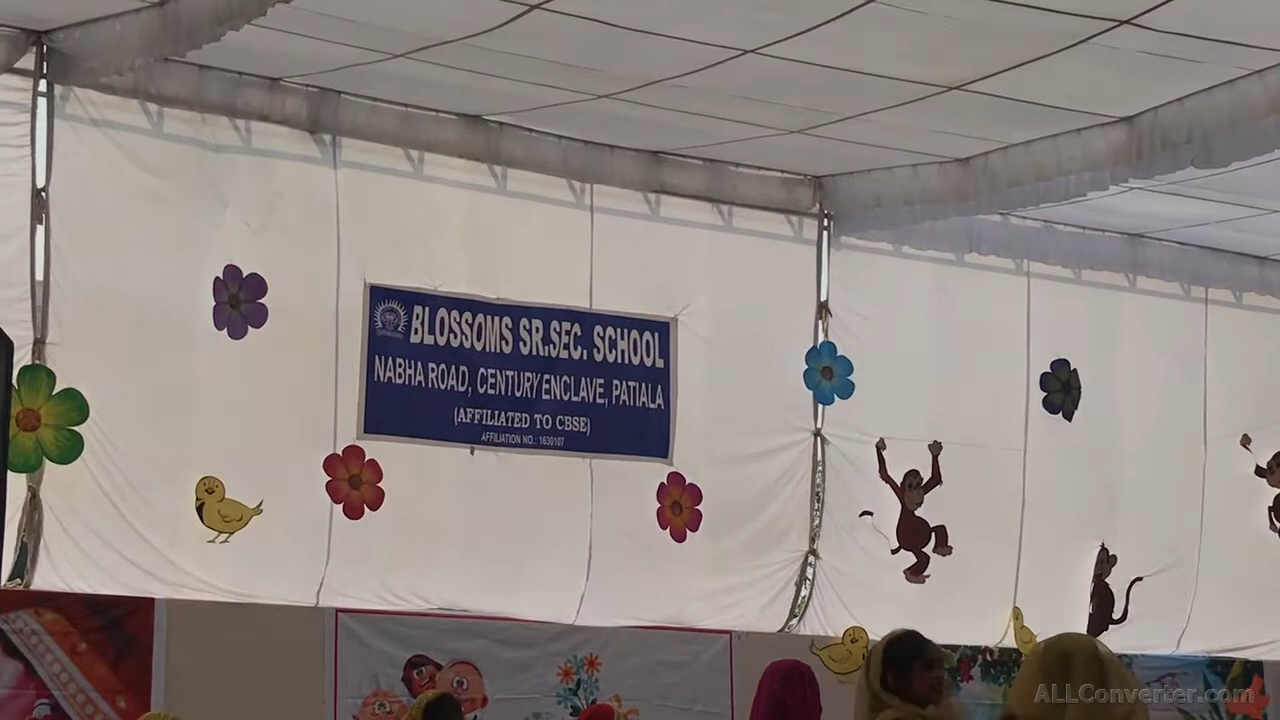 BLOSSOMS SR.SEC. SCHOOL
NABHA ROAD, CENTURY ENCLAVE, PATIALA
(AFFILIATED TO CBSE)
AFFILIATION NO.: 1630107
ALLConverter.com